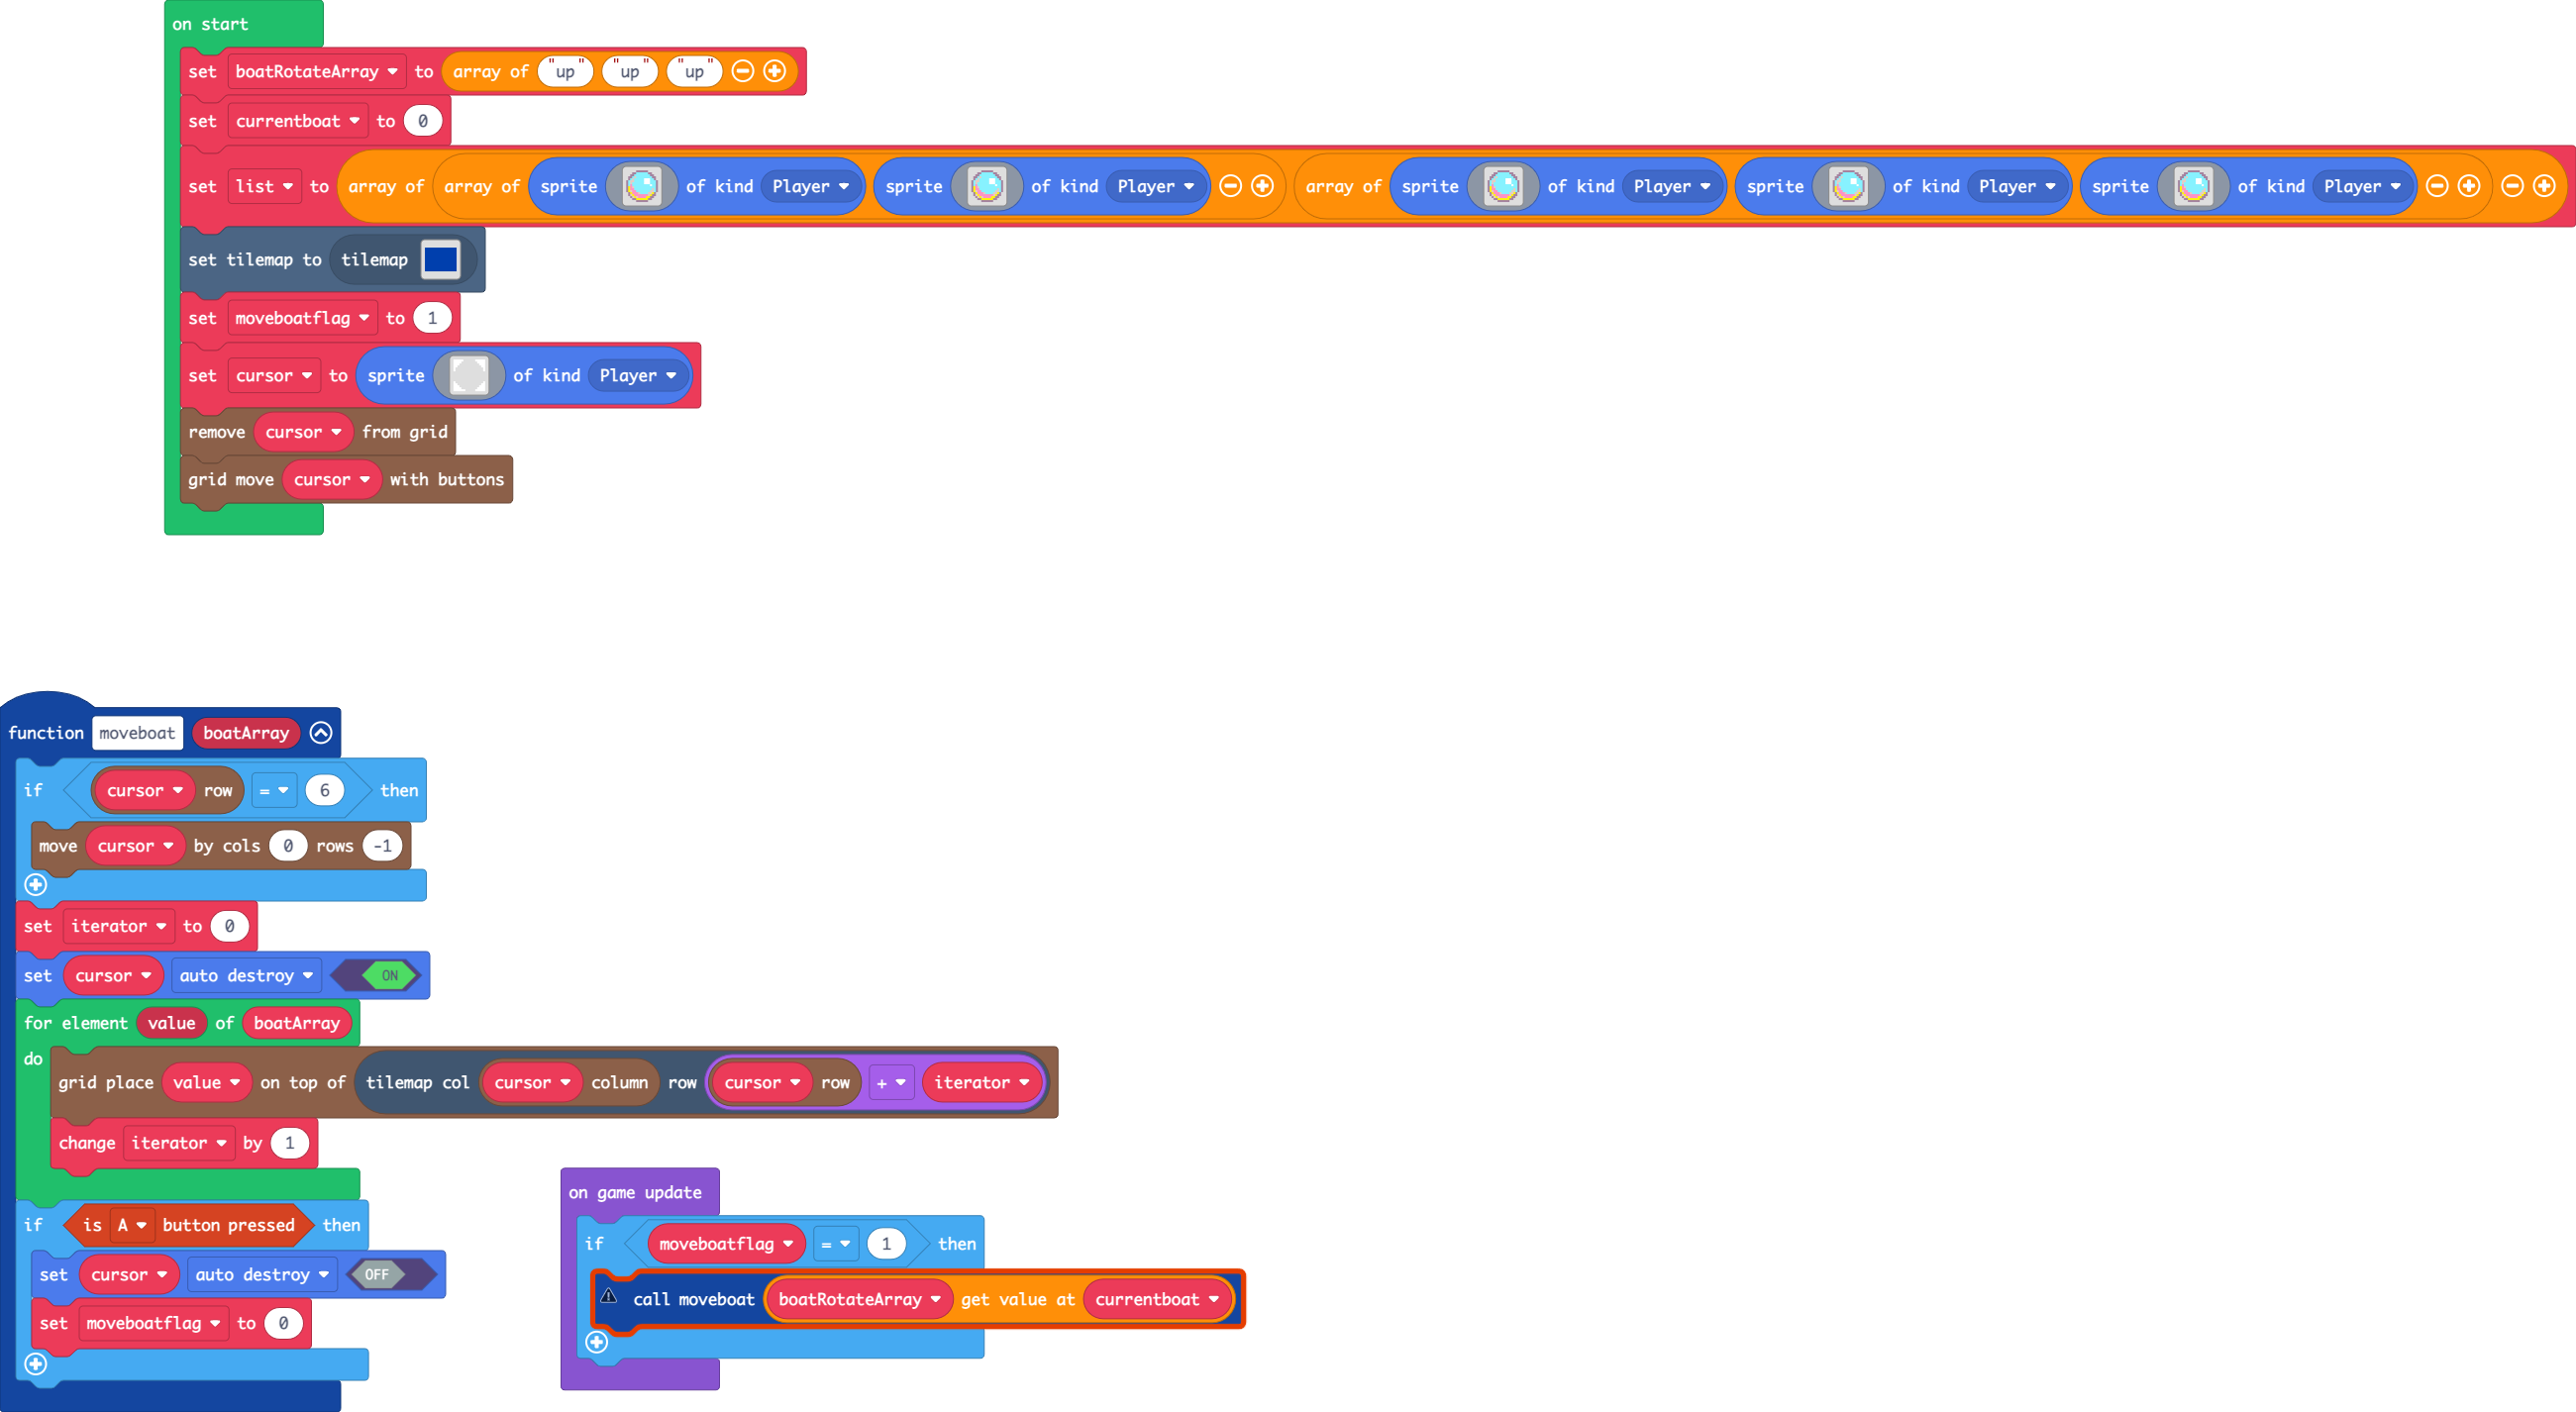 on start
set boatRotateArray to array of "up" "up" "up"
set currentboat to 0
set list to array of array of sprite of kind Player sprite of kind Player array of sprite of kind Player sprite of kind Player sprite of kind Player
set tilemap to tilemap
set moveboatflag to 1
set cursor to sprite of kind Player
remove cursor from grid
grid move cursor with buttons
function moveboat boatArray
if cursor row = 6 then
move cursor by cols 0 rows -1
set iterator to 0
set cursor auto destroy ON
for element value of boatArray
do
grid place value on top of tilemap col cursor column row cursor row + iterator
change iterator by 1
if is A button pressed then
set cursor auto destroy OFF
set moveboatflag to 0
on game update
if moveboatflag = 1 then
call moveboat boatRotateArray get value at currentboat